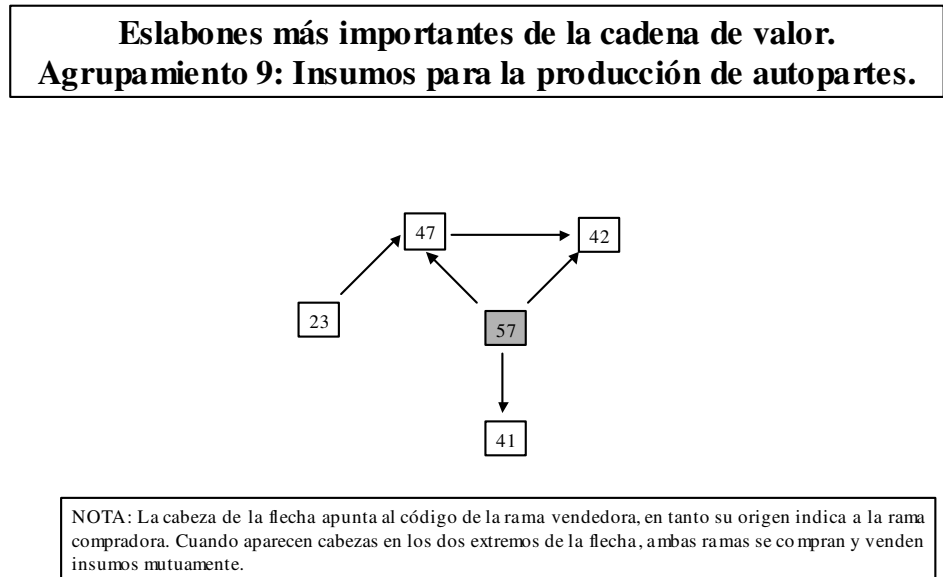 Eslabones más importantes de la cadena de valor.
Agrupamiento 9: Insumos para la producción de autopartes.
47
42
23
57
41
NOTA: La cabeza de la flecha apunta al código de la rama vendedora, en tanto su origen indica a la rama
compradora. Cuando aparecen cabezas en los dos extremos de la flecha, ambas ramas se compran y venden
insumos mutuamente.